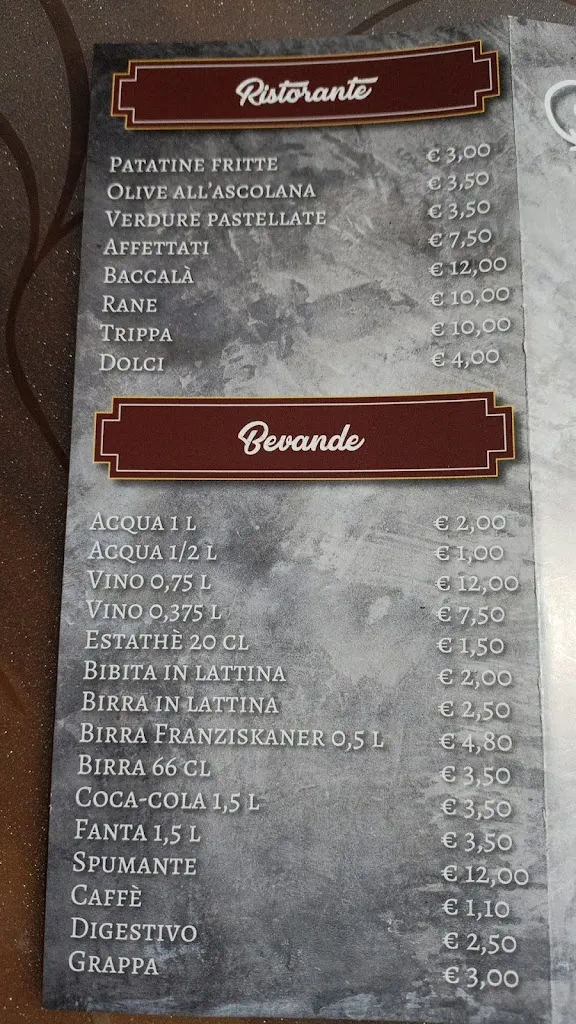 Ristorante
Patatine fritte € 3,00
Olive all'ascolana € 3,50
Verdure pastellate € 3,50
Affettati € 7,50
Baccalà € 12,00
Rane € 10,00
Trippa € 10,00
Dolci € 4,00
Bevande
Acqua 1 l € 2,00
Acqua 1/2 l € 1,00
Vino 0,75 l € 12,00
Vino 0,375 l € 7,50
Estathè 20 cl € 1,50
Bibita in lattina € 2,00
Birra in lattina € 2,50
Birra Franziskaner 0,5 l € 4,80
Birra 66 cl € 3,50
Coca-cola 1,5 l € 3,50
Fanta 1,5 l € 3,50
Spumante € 12,00
Caffè € 1,10
Digestivo € 2,50
Grappa € 3,00